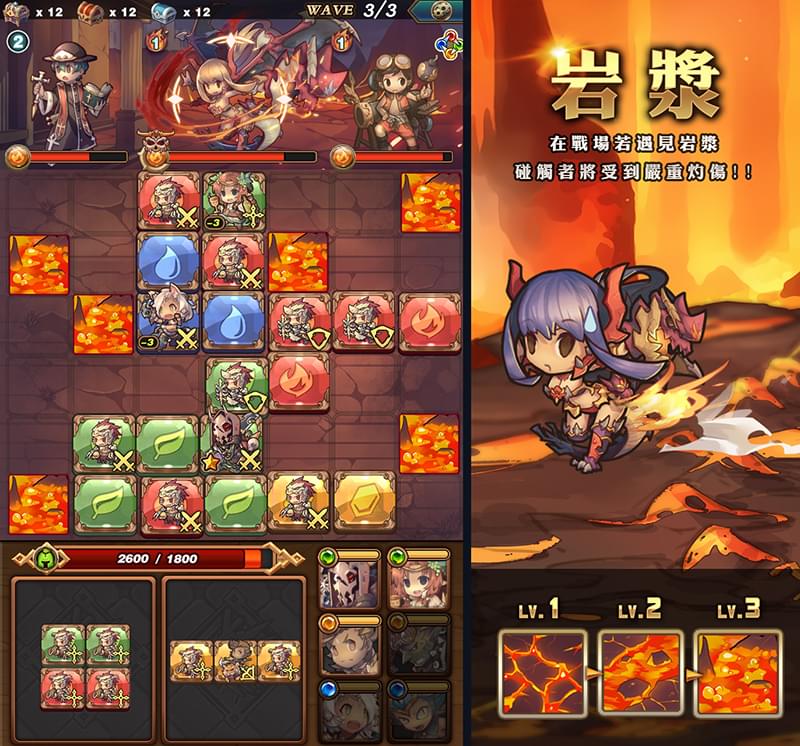 x 12
x 12
x 12
WAVE 3/3
2
1
1
-3
-3
2600 / 1800
岩漿
在戰場若遇見岩漿
碰觸者將受到嚴重灼傷!!
LV.1
LV.2
LV.3